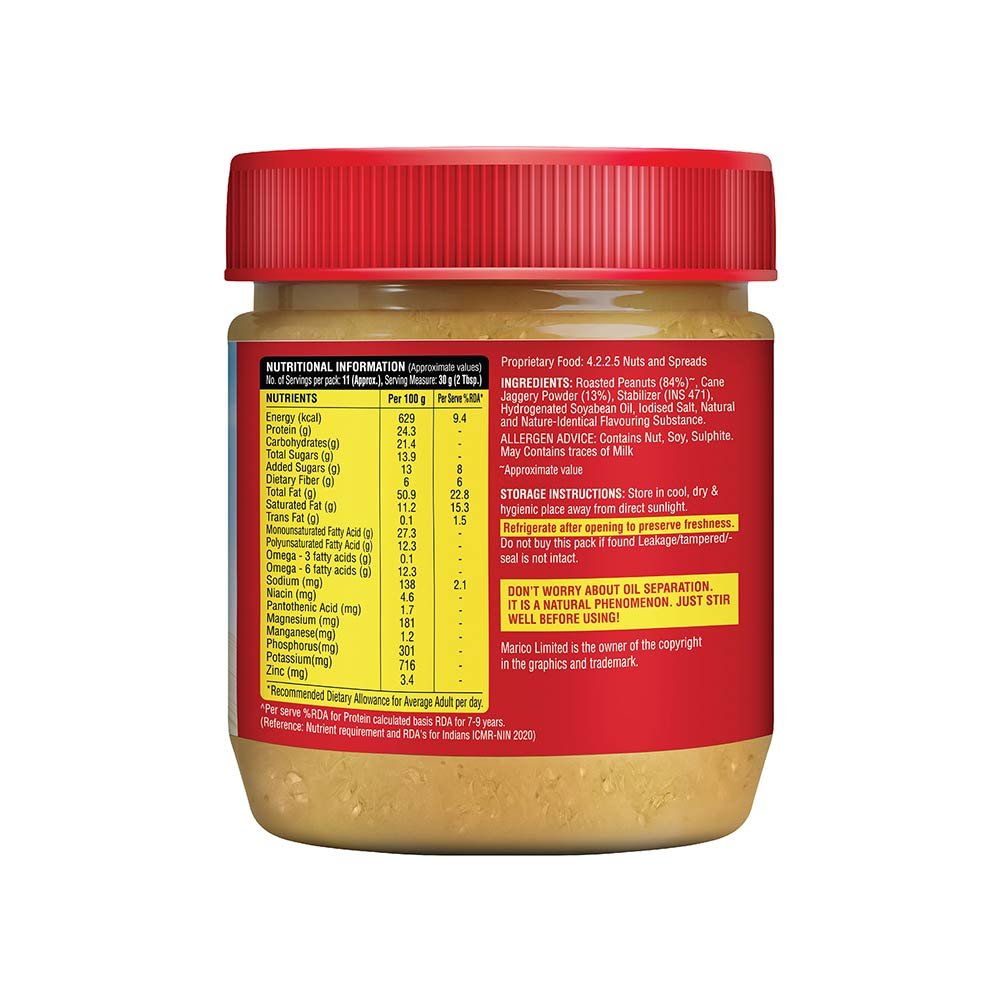 NUTRITIONAL INFORMATION (Approximate values)
No. of Servings per pack: 11 (Approx.), Serving Measure: 30 g (2 Tbsp.)
NUTRIENTS Per 100 g Per Serve %RDA*
Energy (kcal) 629 9.4
Protein (g) 24.3 -
Carbohydrates(g) 21.4 -
Total Sugars (g) 13.9 -
Added Sugars (g) 13 8
Dietary Fiber (g) 6 6
Total Fat (g) 50.9 22.8
Saturated Fat (g) 11.2 15.3
Trans Fat (g) 0.1 1.5
Monounsaturated Fatty Acid (g) 27.3 -
Polyunsaturated Fatty Acid (g) 12.3 -
Omega - 3 fatty acids (g) 0.1 -
Omega - 6 fatty acids (g) 12.3 -
Sodium (mg) 138 2.1
Niacin (mg) 4.6 -
Pantothenic Acid (mg) 1.7 -
Magnesium (mg) 181 -
Manganese(mg) 1.2 -
Phosphorus(mg) 301 -
Potassium(mg) 716 -
Zinc (mg) 3.4 -
*Recommended Dietary Allowance for Average Adult per day.
^Per serve %RDA for Protein calculated basis RDA for 7-9 years.
(Reference: Nutrient requirement and RDA's for Indians ICMR-NIN 2020)
Proprietary Food: 4.2.2.5 Nuts and Spreads
INGREDIENTS: Roasted Peanuts (84%)~, Cane
Jaggery Powder (13%), Stabilizer (INS 471),
Hydrogenated Soyabean Oil, Iodised Salt, Natural
and Nature-Identical Flavouring Substance.
ALLERGEN ADVICE: Contains Nut, Soy, Sulphite.
May Contains traces of Milk
~Approximate value
STORAGE INSTRUCTIONS: Store in cool, dry &
hygienic place away from direct sunlight.
Refrigerate after opening to preserve freshness.
Do not buy this pack if found Leakage/tampered/-
seal is not intact.
DON'T WORRY ABOUT OIL SEPARATION.
IT IS A NATURAL PHENOMENON. JUST STIR
WELL BEFORE USING!
Marico Limited is the owner of the copyright
in the graphics and trademark.